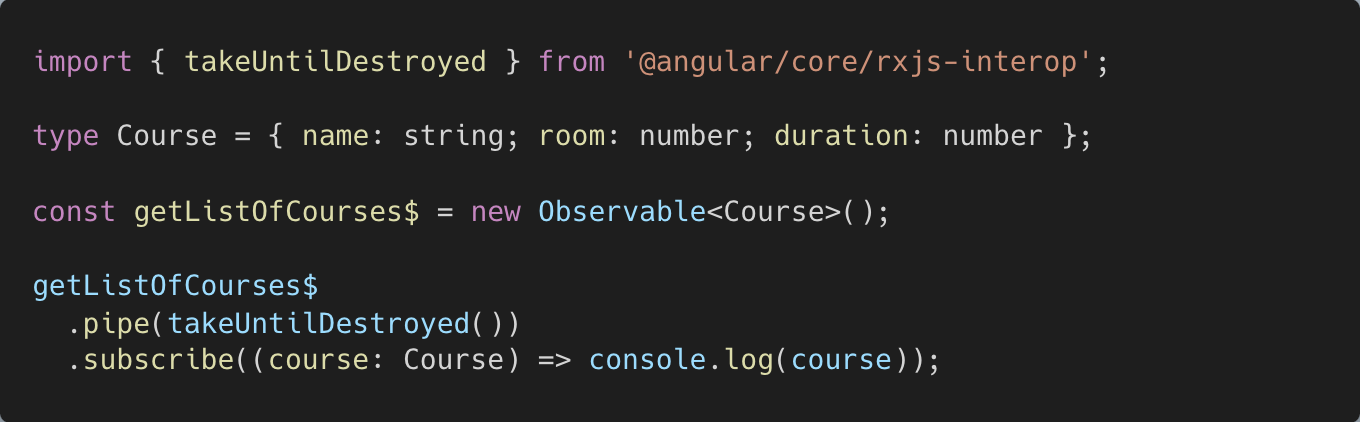 import { takeUntilDestroyed } from '@angular/core/rxjs-interop';
type Course = { name: string; room: number; duration: number };
const getListOfCourses$ = new Observable<Course>();
getListOfCourses$
.pipe(takeUntilDestroyed())
.subscribe((course: Course) => console.log(course));